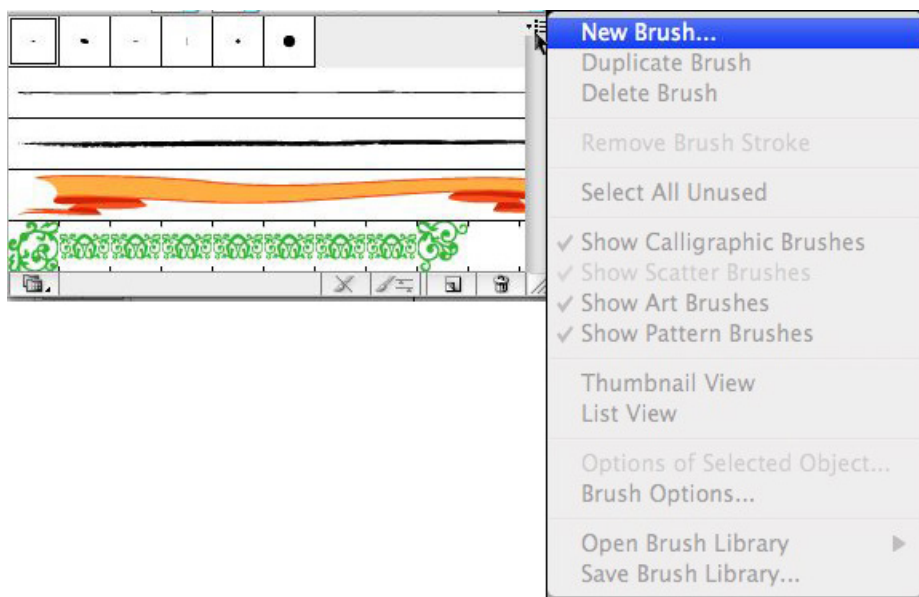 New Brush...
Duplicate Brush
Delete Brush
Remove Brush Stroke
Select All Unused
Show Calligraphic Brushes
Show Scatter Brushes
Show Art Brushes
Show Pattern Brushes
Thumbnail View
List View
Options of Selected Object...
Brush Options...
Open Brush Library
Save Brush Library...